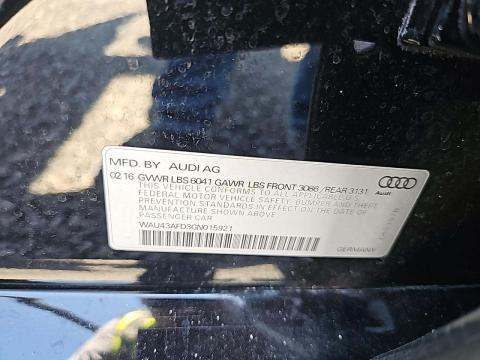 MFD. BY AUDI AG
02 16 GVWR LBS 6041 GAWR LBS FRONT 3086 / REAR 3131
THIS VEHICLE CONFORMS TO ALL APPLICABLE U.S.
FEDERAL MOTOR VEHICLE SAFETY, BUMPER AND THEFT
PREVENTION STANDARDS IN EFFECT ON THE DATE OF
MANUFACTURE SHOWN ABOVE.
PASSENGER CAR
WAU43AFD3GN015921
Audi
GERMANY